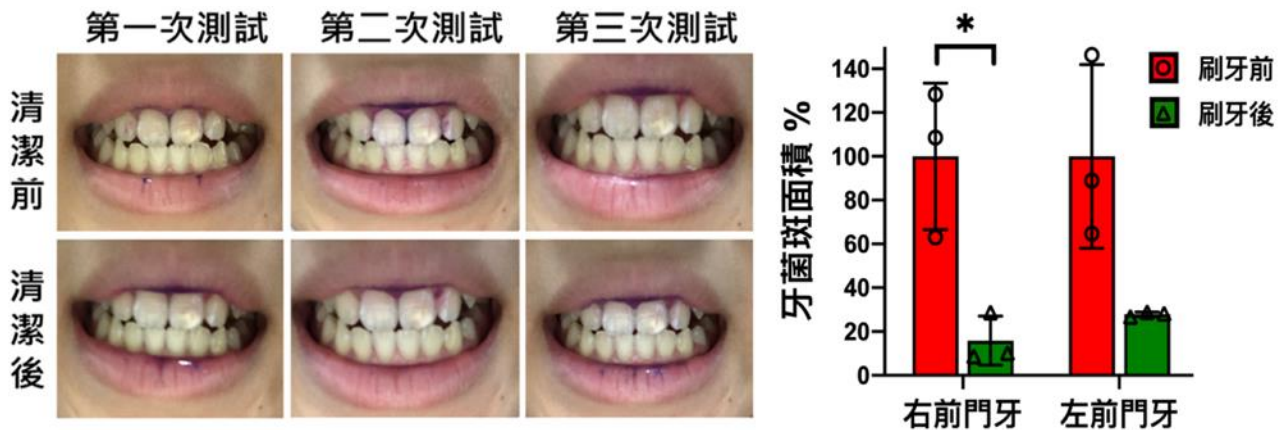 第一次測試 第二次測試 第三次測試
清潔前
清潔後
牙菌斑面積 %
140
120
100
80
60
40
20
0
*
刷牙前
刷牙後
右前門牙 左前門牙